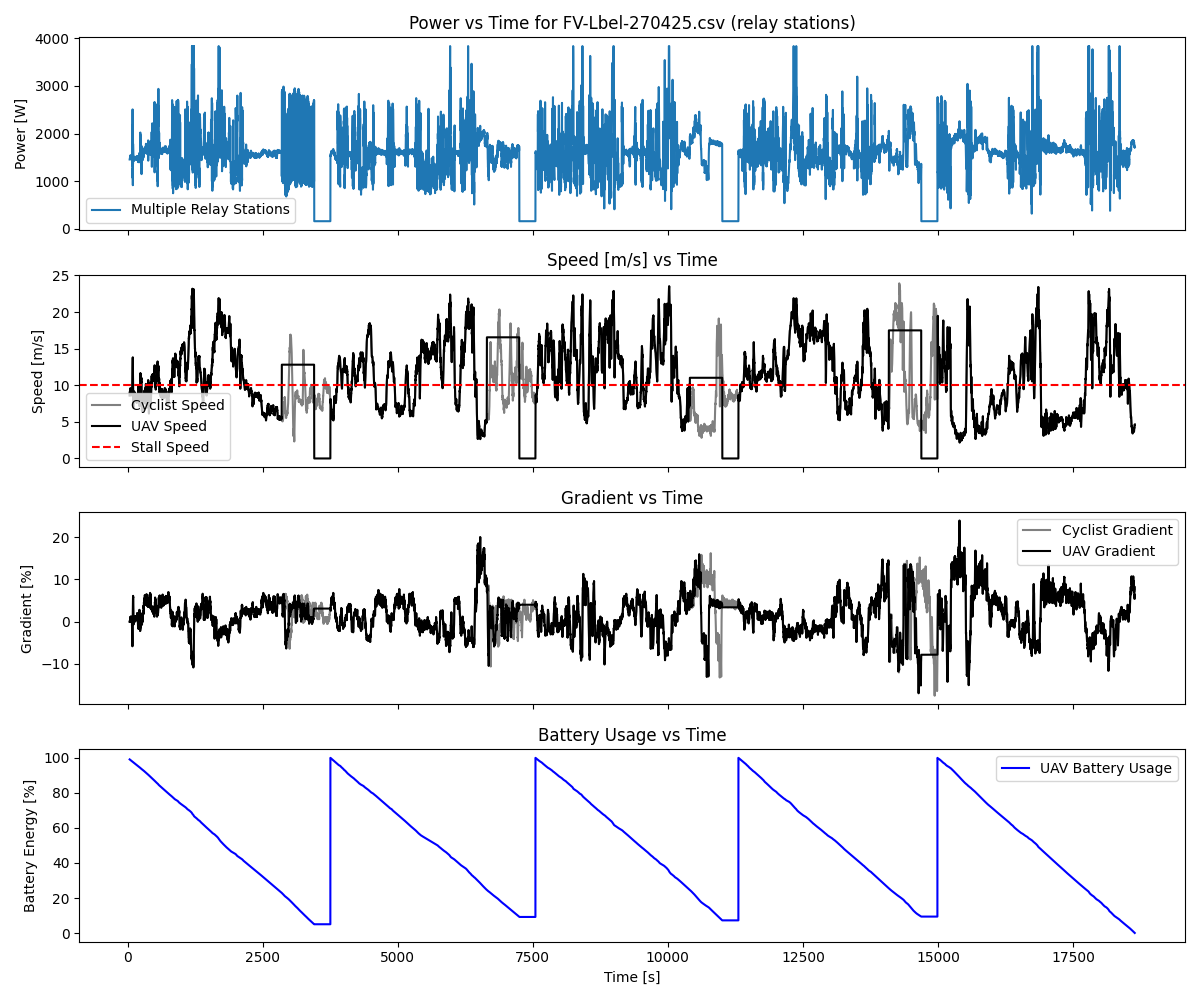 Power vs Time for FV-Lbel-270425.csv (relay stations)
4000
3000
2000
1000
0
Power [W]
Multiple Relay Stations
Speed [m/s] vs Time
25
20
15
10
5
0
Speed [m/s]
Cyclist Speed
UAV Speed
Stall Speed
Gradient vs Time
20
10
0
−10
Gradient [%]
Cyclist Gradient
UAV Gradient
Battery Usage vs Time
100
80
60
40
20
0
Battery Energy [%]
UAV Battery Usage
0 2500 5000 7500 10000 12500 15000 17500
Time [s]